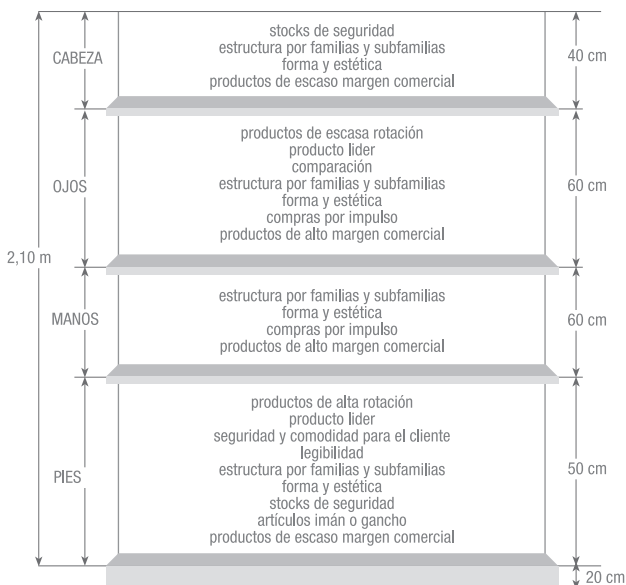 stocks de seguridad
estructura por familias y subfamilias
forma y estética
productos de escaso margen comercial
CABEZA
40 cm
productos de escasa rotación
producto lider
comparación
estructura por familias y subfamilias
forma y estética
compras por impulso
productos de alto margen comercial
OJOS
60 cm
2,10 m
estructura por familias y subfamilias
forma y estética
compras por impulso
productos de alto margen comercial
MANOS
60 cm
productos de alta rotación
producto lider
seguridad y comodidad para el cliente
legibilidad
estructura por familias y subfamilias
forma y estética
stocks de seguridad
artículos imán o gancho
productos de escaso margen comercial
PIES
50 cm
20 cm